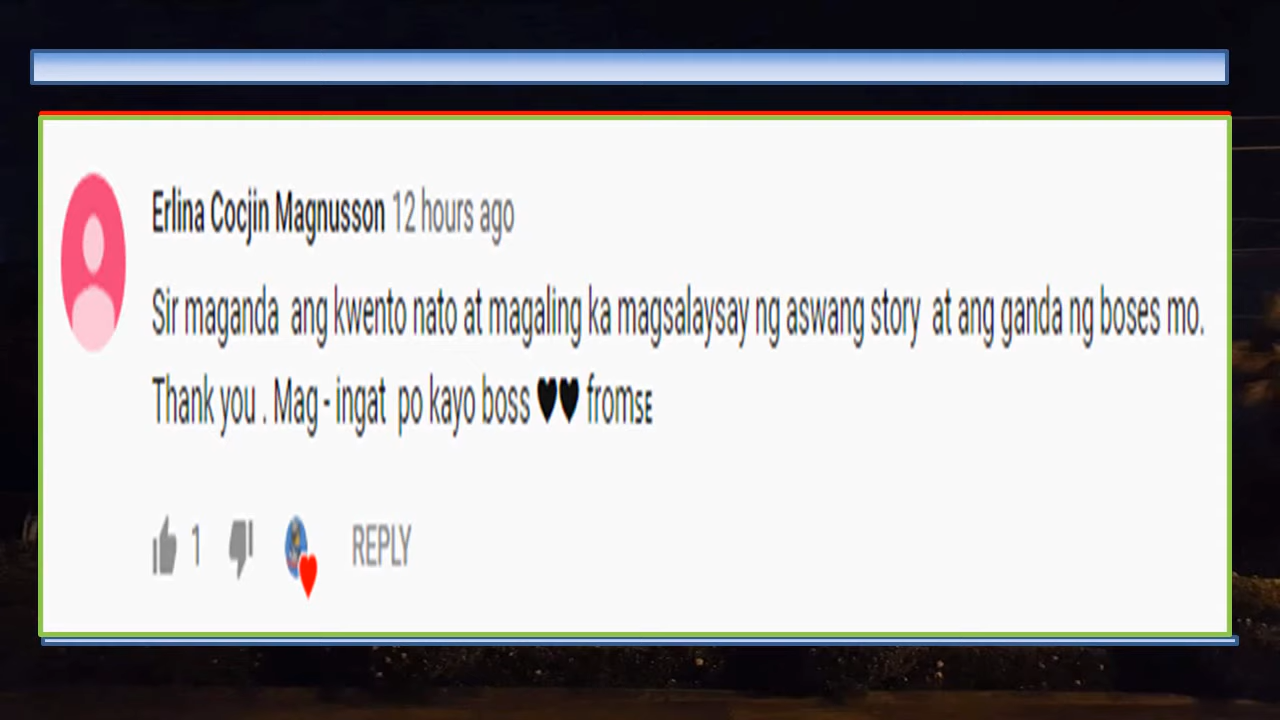 Erlina Cocjin Magnusson 12 hours ago
Sir maganda ang kwento nato at magaling ka magsalaysay ng aswang story at ang ganda ng boses mo.
Thank you . Mag - ingat po kayo boss ♥♥ fromSE
1 REPLY